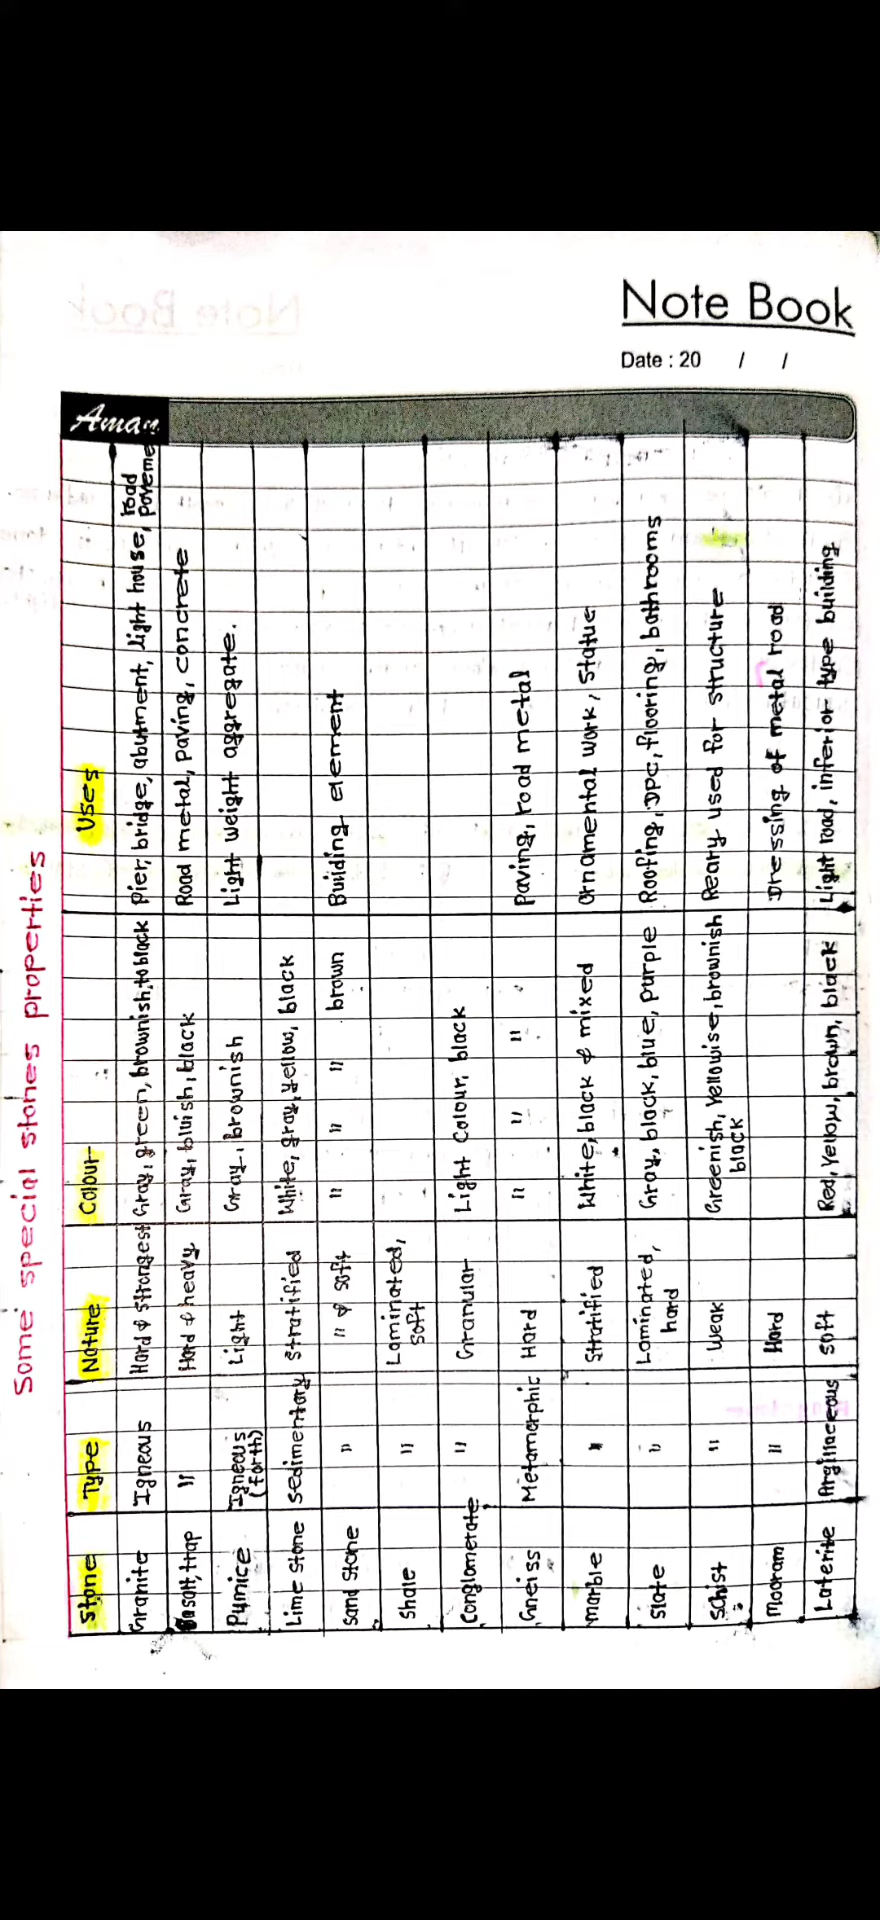 Note Book
Date : 20 / /
Some special stones properties
Stone Type Nature Colour Uses
Granite Igneous Hard & strongest Gray, green, brownish, to black Pier, bridge, abutment, light house, road paveme
Basalt, trap " Hard & heavy Gray, bluish, black Road metal, paving, concrete
Pumice Igneous (forth) Light Gray, brownish Light weight aggregate.
Lime stone Sedimentary Stratified White, gray, yellow, black
Sand stone " " & soft " " " brown Building element
Shale " Laminated, soft
Conglomerate " Granular Light Colour, black
Gneiss Metamorphic Hard " " " Paving, road metal
marble " Stratified White, black & mixed Ornamental work, Statue
Slate " Laminated, hard Gray, black, blue, purple Roofing, DPC, flooring, bathrooms
Schist " Weak Greenish, Yellowise, brownish black Reary used for structure
Mooram " Hard Dressing of metal road
Laterite Argillaceous Soft Red, Yellow, brown, black Light road, inferior type building